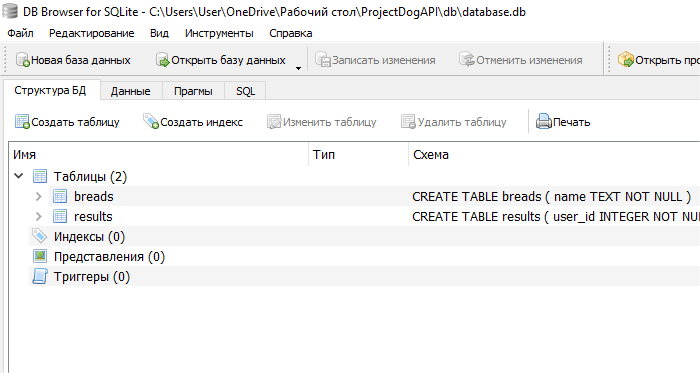 DB Browser for SQLite - C:\Users\User\OneDrive\Рабочий стол\ProjectDogAPI\db\database.db
Файл Редактирование Вид Инструменты Справка
Новая база данных Открыть базу данных Записать изменения Отменить изменения Открыть про
Структура БД Данные Прагмы SQL
Создать таблицу Создать индекс Изменить таблицу Удалить таблицу Печать
Имя Тип Схема
Таблицы (2)
breads CREATE TABLE breads ( name TEXT NOT NULL )
results CREATE TABLE results ( user_id INTEGER NOT NU
Индексы (0)
Представления (0)
Триггеры (0)